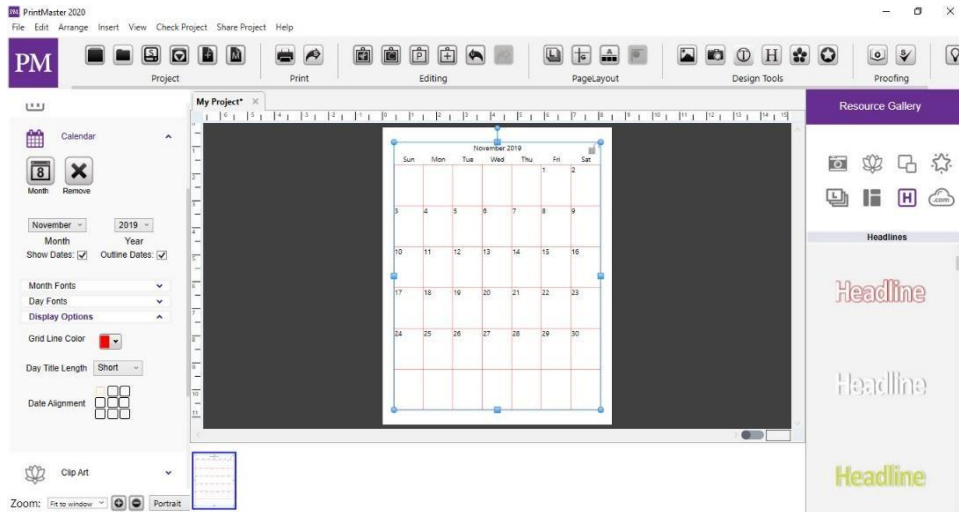 PrintMaster 2020
File Edit Arrange Insert View Check Project Share Project Help
PM
Project Print Editing PageLayout Design Tools Proofing
My Project*
Calendar
8
Month Remove
November 2019
Month Year
Show Dates: Outline Dates:
Month Fonts
Day Fonts
Display Options
Grid Line Color
Day Title Length Short
Date Alignment
Clip Art
Zoom: Fit to window Portrait
November 2019
Sun Mon Tue Wed Thu Fri Sat
1 2
3 4 5 6 7 8 9
10 11 12 13 14 15 16
17 18 19 20 21 22 23
24 25 26 27 28 29 30
Resource Gallery
L H .com
Headlines
Headline
Headline
Headline